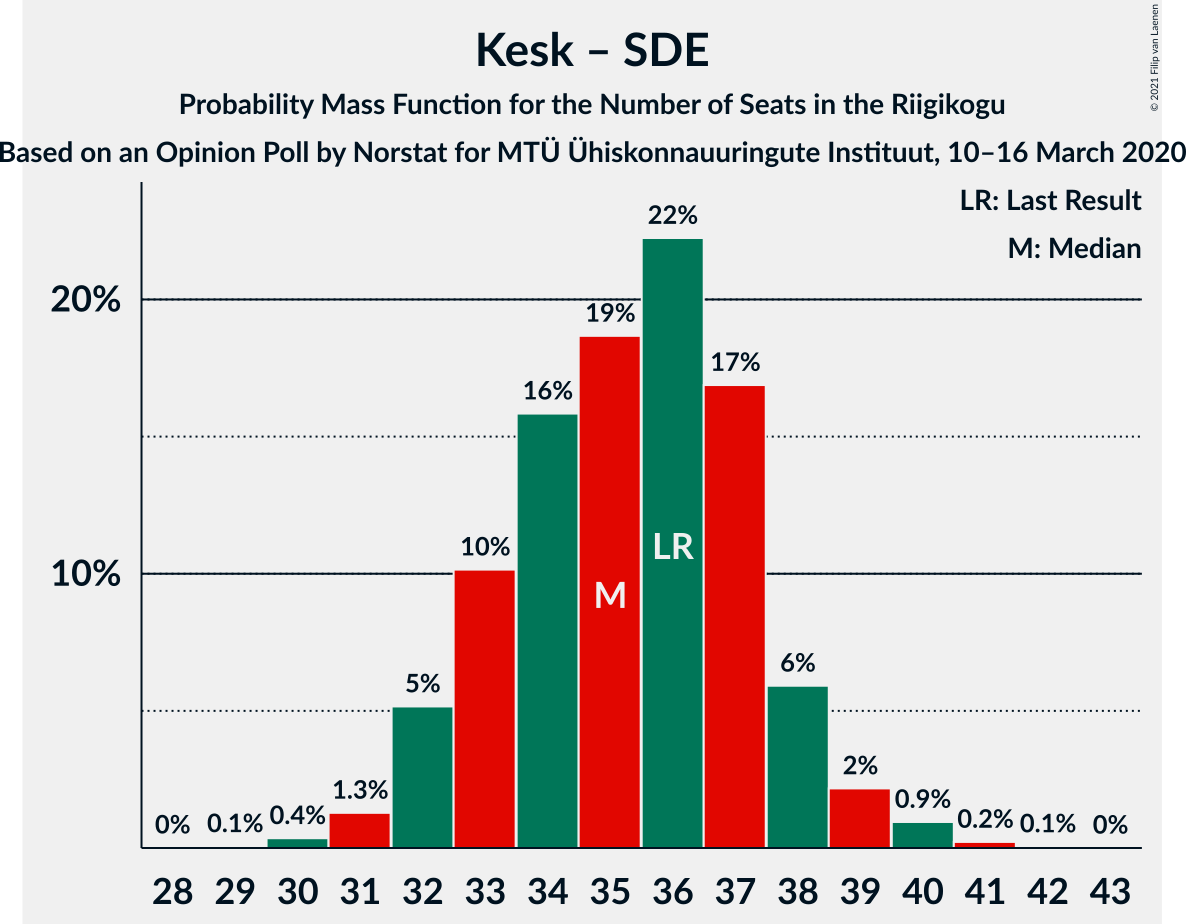 Kesk – SDE
Probability Mass Function for the Number of Seats in the Riigikogu
Based on an Opinion Poll by Norstat for MTÜ Ühiskonnauuringute Instituut, 10–16 March 2020
© 2021 Filip van Laenen
LR: Last Result
M: Median
20%
10%
0%
0.1%
0.4%
1.3%
5%
10%
16%
19%
22%
17%
6%
2%
0.9%
0.2%
0.1%
0%
M
LR
28 29 30 31 32 33 34 35 36 37 38 39 40 41 42 43